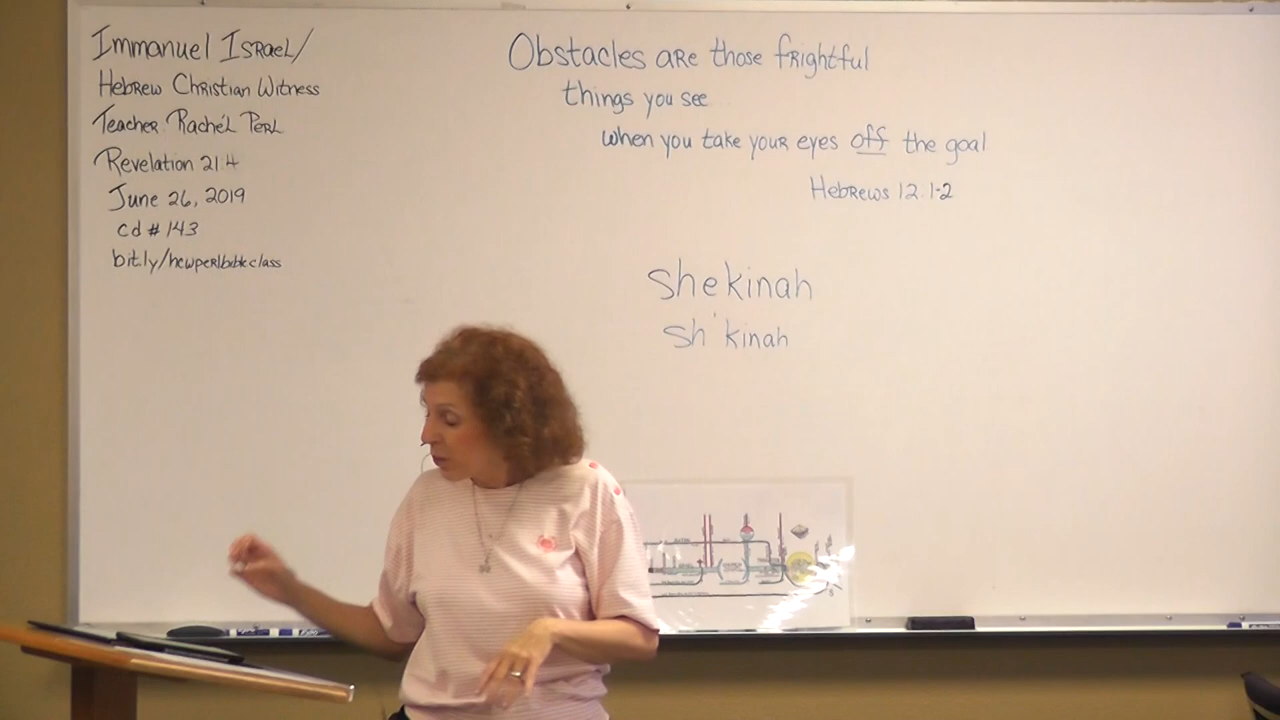 Immanuel Israel/
Hebrew Christian Witness
Teacher Rachél Perl
Revelation 21.4
June 26, 2019
cd # 143
bit.ly/newperlbibleclass
Obstacles are those frightful
things you see
when you take your eyes off the goal
Hebrews 12.1-2
shekinah
sh'kinah